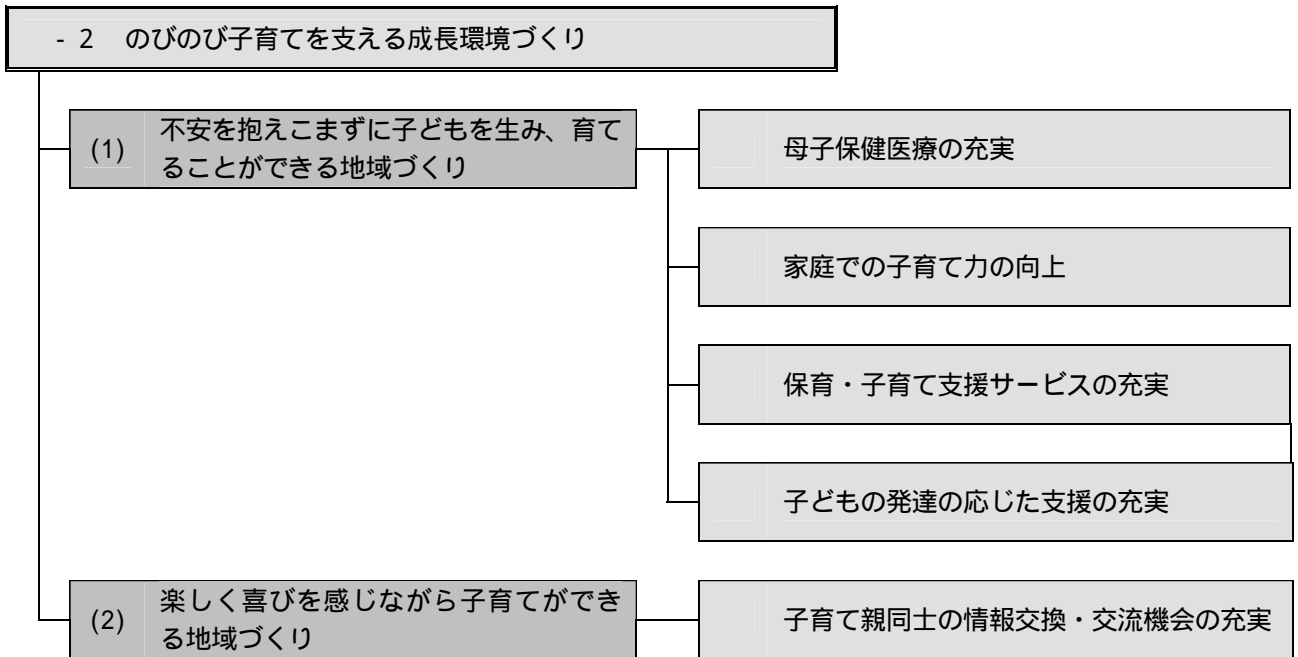 - 2 のびのび子育てを支える成長環境づくり
(1) 不安を抱えこまずに子どもを生み、育て
ることができる地域づくり
母子保健医療の充実
家庭での子育て力の向上
保育・子育て支援サービスの充実
子どもの発達の応じた支援の充実
(2) 楽しく喜びを感じながら子育てができ
る地域づくり
子育て親同士の情報交換・交流機会の充実